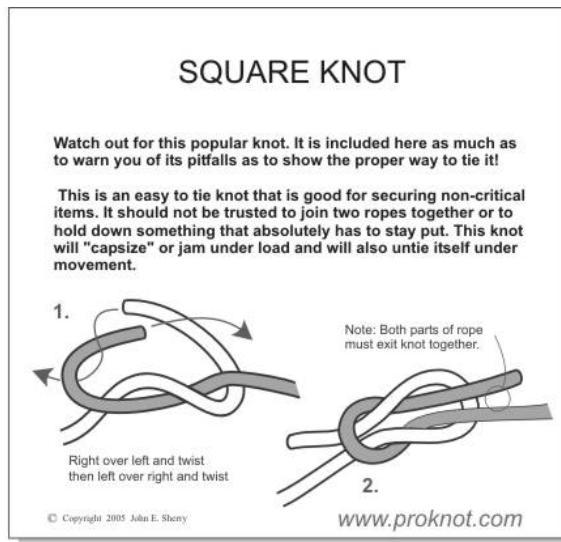 SQUARE KNOT
Watch out for this popular knot. It is included here as much as
to warn you of its pitfalls as to show the proper way to tie it!
This is an easy to tie knot that is good for securing non-critical
items. It should not be trusted to join two ropes together or to
hold down something that absolutely has to stay put. This knot
will "capsize" or jam under load and will also untie itself under
movement.
1.
Note: Both parts of rope
must exit knot together.
Right over left and twist
then left over right and twist
2.
© Copyright 2005 John E. Sherry
www.proknot.com